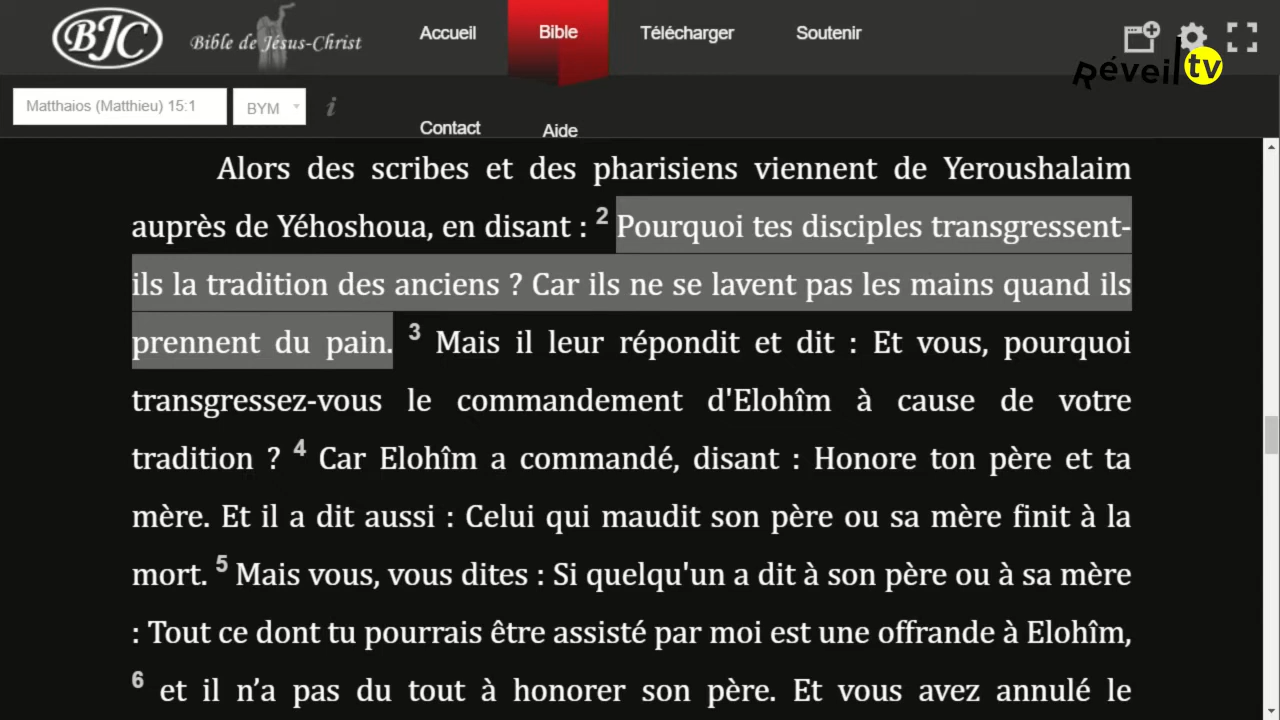 BJC
Bible de Jésus-Christ
Accueil
Bible
Télécharger
Soutenir
Réveil tv
Matthaios (Matthieu) 15:1
BYM
i
Contact
Aide
Alors des scribes et des pharisiens viennent de Yeroushalaim
auprès de Yéhoshoua, en disant : 2 Pourquoi tes disciples transgressent-
ils la tradition des anciens ? Car ils ne se lavent pas les mains quand ils
prennent du pain. 3 Mais il leur répondit et dit : Et vous, pourquoi
transgressez-vous le commandement d'Elohîm à cause de votre
tradition ? 4 Car Elohîm a commandé, disant : Honore ton père et ta
mère. Et il a dit aussi : Celui qui maudit son père ou sa mère finit à la
mort. 5 Mais vous, vous dites : Si quelqu'un a dit à son père ou à sa mère
: Tout ce dont tu pourrais être assisté par moi est une offrande à Elohîm,
6 et il n’a pas du tout à honorer son père. Et vous avez annulé le